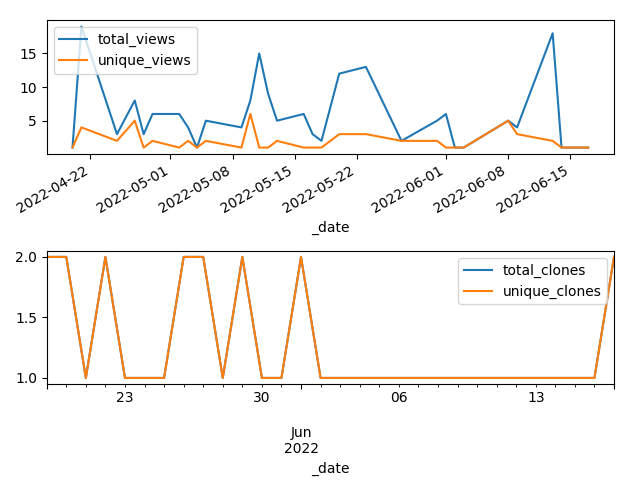 total_views
unique_views
15
10
5
2022-04-22
2022-05-01
2022-05-08
2022-05-15
2022-05-22
2022-06-01
2022-06-08
2022-06-15
_date
2.0
1.5
1.0
total_clones
unique_clones
23
30
06
13
Jun
2022
_date